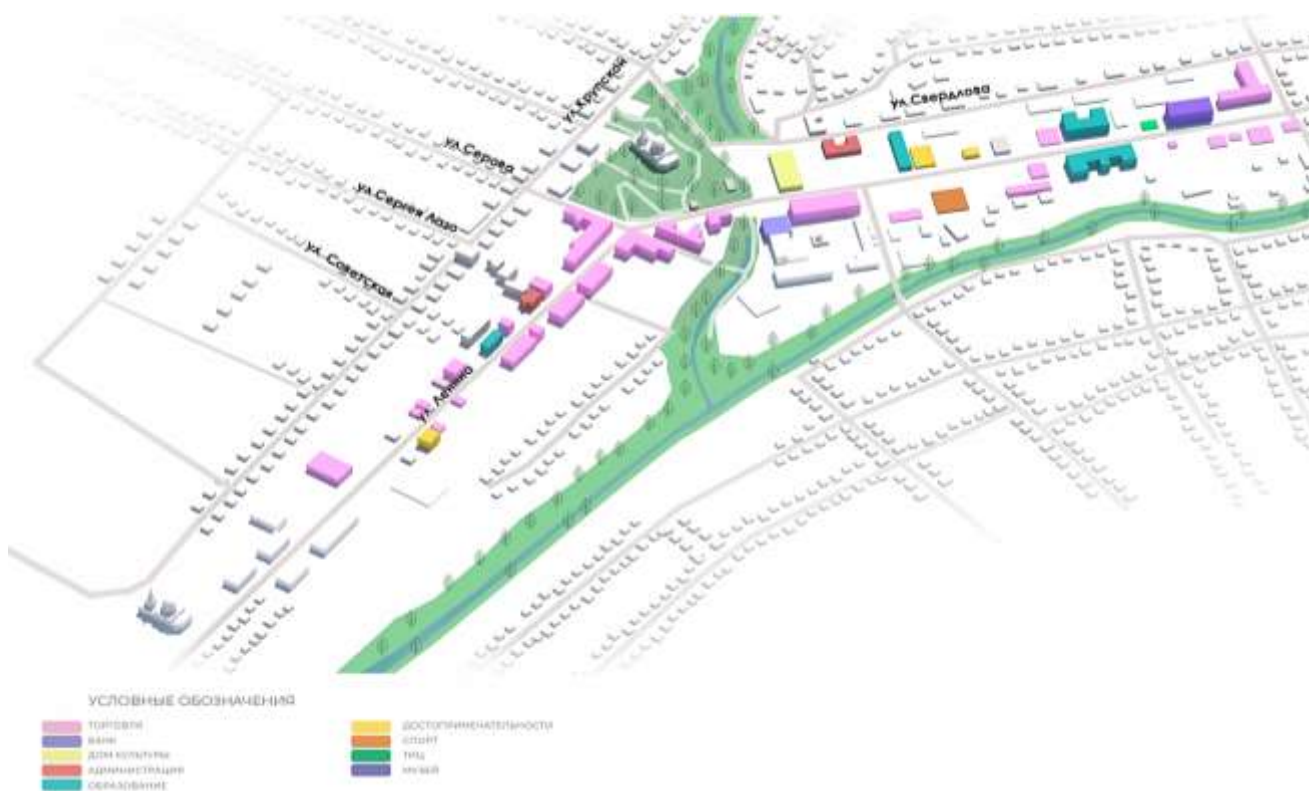 ул.Крупской
ул.Свердлова
ул.Серова
ул.Сергея Лазо
ул. Советская
ул. Ленина
УСЛОВНЫЕ ОБОЗНАЧЕНИЯ
ТОРГОВЛЯ
БАНК
ДОМ КУЛЬТУРЫ
АДМИНИСТРАЦИЯ
ОБРАЗОВАНИЕ
ДОСТОПРИМЕЧАТЕЛЬНОСТИ
СПОРТ
ТИЦ
МУЗЕЙ